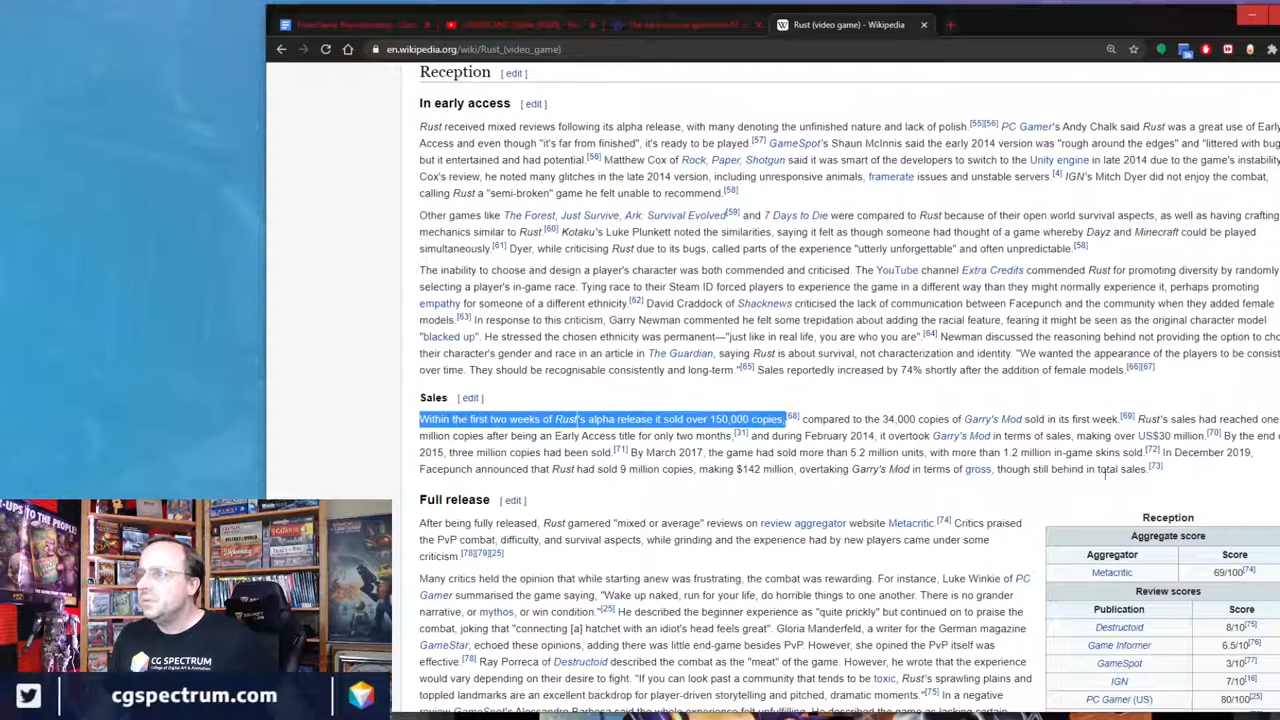 Rust (video game) - Wikipedia
en.wikipedia.org/wiki/Rust_(video_game)
Reception [ edit ]
In early access [ edit ]
Rust received mixed reviews following its alpha release, with many denoting the unfinished nature and lack of polish.[55][56] PC Gamer's Andy Chalk said Rust was a great use of Early
Access and even though "it's far from finished", it's ready to be played.[57] GameSpot's Shaun McInnis said the early 2014 version was "rough around the edges" and "littered with bug
but it entertained and had potential.[56] Matthew Cox of Rock, Paper, Shotgun said it was smart of the developers to switch to the Unity engine in late 2014 due to the game's instability
Cox's review, he noted many glitches in the late 2014 version, including unresponsive animals, framerate issues and unstable servers.[4] IGN's Mitch Dyer did not enjoy the combat,
calling Rust a "semi-broken" game he felt unable to recommend.[58]
Other games like The Forest, Just Survive, Ark: Survival Evolved[59] and 7 Days to Die were compared to Rust because of their open world survival aspects, as well as having crafting
mechanics similar to Rust.[60] Kotaku's Luke Plunkett noted the similarities, saying it felt as though someone had thought of a game whereby Dayz and Minecraft could be played
simultaneously.[61] Dyer, while criticising Rust due to its bugs, called parts of the experience "utterly unforgettable" and often unpredictable.[58]
The inability to choose and design a player's character was both commended and criticised. The YouTube channel Extra Credits commended Rust for promoting diversity by randomly
selecting a player's in-game race. Tying race to their Steam ID forced players to experience the game in a different way than they might normally experience it, perhaps promoting
empathy for someone of a different ethnicity.[62] David Craddock of Shacknews criticised the lack of communication between Facepunch and the community when they added female
models.[63] In response to this criticism, Garry Newman commented he felt some trepidation about adding the racial feature, fearing it might be seen as the original character model
"blacked up". He stressed the chosen ethnicity was permanent—"just like in real life, you are who you are".[64] Newman discussed the reasoning behind not providing the option to cho
their character's gender and race in an article in The Guardian, saying Rust is about survival, not characterization and identity. "We wanted the appearance of the players to be consis
over time. They should be recognisable consistently and long-term."[65] Sales reportedly increased by 74% shortly after the addition of female models.[66][67]
Sales [ edit ]
Within the first two weeks of Rust's alpha release it sold over 150,000 copies,[68] compared to the 34,000 copies of Garry's Mod sold in its first week.[69] Rust's sales had reached one
million copies after being an Early Access title for only two months,[31] and during February 2014, it overtook Garry's Mod in terms of sales, making over US$30 million.[70] By the end o
2015, three million copies had been sold.[71] By March 2017, the game had sold more than 5.2 million units, with more than 1.2 million in-game skins sold.[72] In December 2019,
Facepunch announced that Rust had sold 9 million copies, making $142 million, overtaking Garry's Mod in terms of gross, though still behind in total sales.[73]
Full release [ edit ]
After being fully released, Rust garnered "mixed or average" reviews on review aggregator website Metacritic.[74] Critics praised
the PvP combat, difficulty, and survival aspects, while grinding and the experience had by new players came under some
criticism.[78][79][25]
Many critics held the opinion that while starting anew was frustrating, the combat was rewarding. For instance, Luke Winkie of PC
Gamer summarised the game saying, "Wake up naked, run for your life, do horrible things to one another. There is no grander
narrative, or mythos, or win condition."[25] He described the beginner experience as "quite prickly" but continued on to praise the
combat, joking that "connecting [a] hatchet with an idiot's head feels great". Gloria Manderfeld, a writer for the German magazine
GameStar, echoed these opinions, adding there was little end-game besides PvP. However, she opined the PvP itself was
effective.[78] Ray Porreca of Destructoid described the combat as the "meat" of the game. However, he wrote that the experience
would vary depending on their desire to fight. "If you can look past a community that tends to be toxic, Rust's sprawling plains and
toppled landmarks are an excellent backdrop for player-driven storytelling and pitched, dramatic moments."[75] In a negative
review GameSpot's Alessandro Barbosa
Reception
Aggregate score
Aggregator Score
Metacritic 69/100[74]
Review scores
Publication Score
Destructoid 8/10[75]
Game Informer 6.5/10[76]
GameSpot 3/10[77]
IGN 7/10[16]
PC Gamer (US) 80/100[25]
Diplomacy
CG SPECTRUM
College of Digital Art & Animation
cgspectrum.com